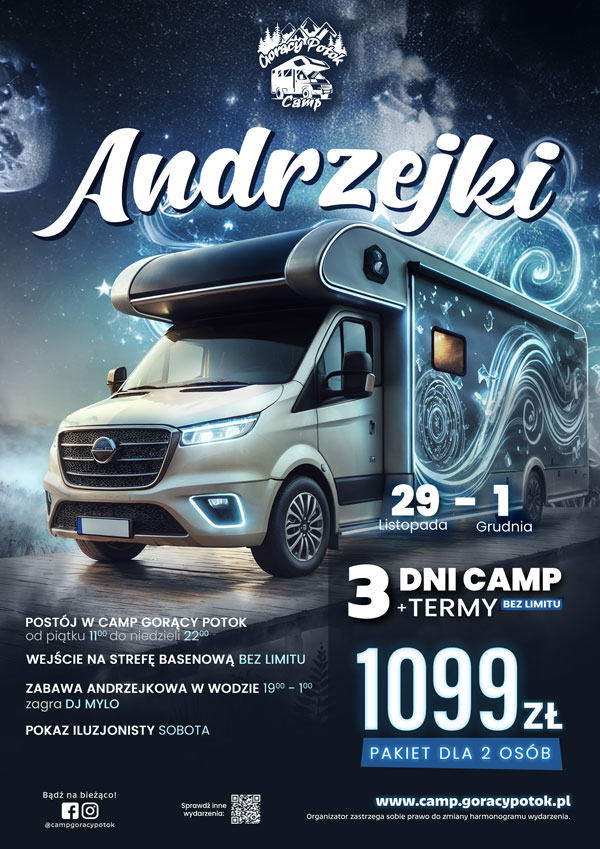 Gorący Potok
Camp
Andrzejki
29 - 1
Listopada Grudnia
3 DNI CAMP
+TERMY BEZ LIMITU
POSTÓJ W CAMP GORĄCY POTOK
od piątku 11⁰⁰ do niedzieli 22⁰⁰
WEJŚCIE NA STREFĘ BASENOWĄ BEZ LIMITU
ZABAWA ANDRZEJKOWA W WODZIE 19⁰⁰ - 1⁰⁰
zagra DJ MYLO
POKAZ ILUZJONISTY SOBOTA
1099 ZŁ
PAKIET DLA 2 OSÓB
Bądź na bieżąco!
@campgoracypotok
Sprawdź inne
wydarzenia:
www.camp.goracypotok.pl
Organizator zastrzega sobie prawo do zmiany harmonogramu wydarzenia.